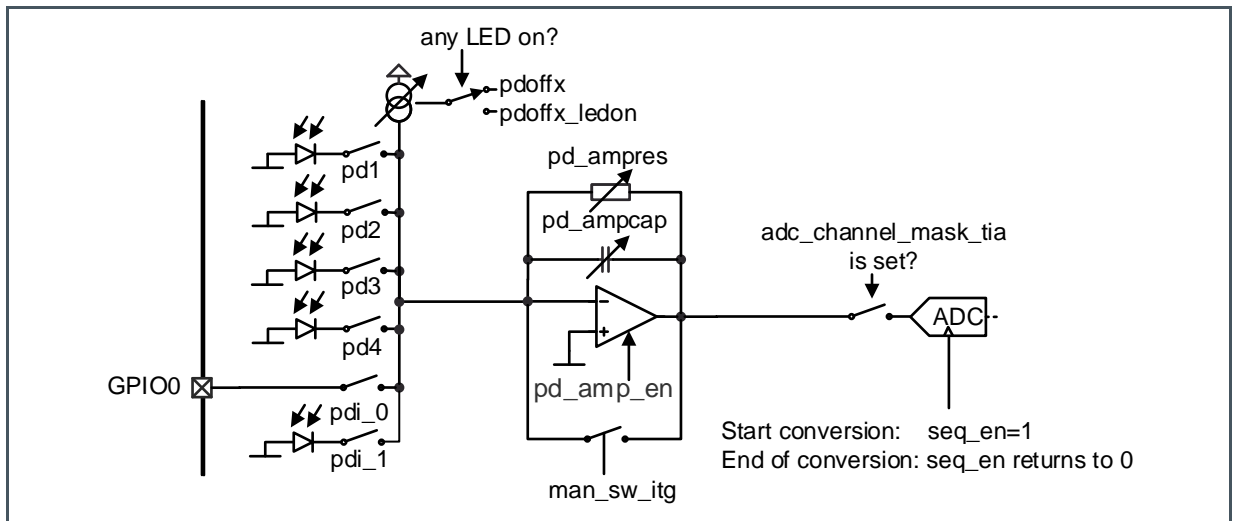 any LED on?
pdoffx
pdoffx_ledon
pd1
pd2
pd3
pd4
GPIO0
pdi_0
pdi_1
pd_ampres
pd_ampcap
pd_amp_en
man_sw_itg
adc_channel_mask_tia
is set?
ADC
Start conversion: seq_en=1
End of conversion: seq_en returns to 0